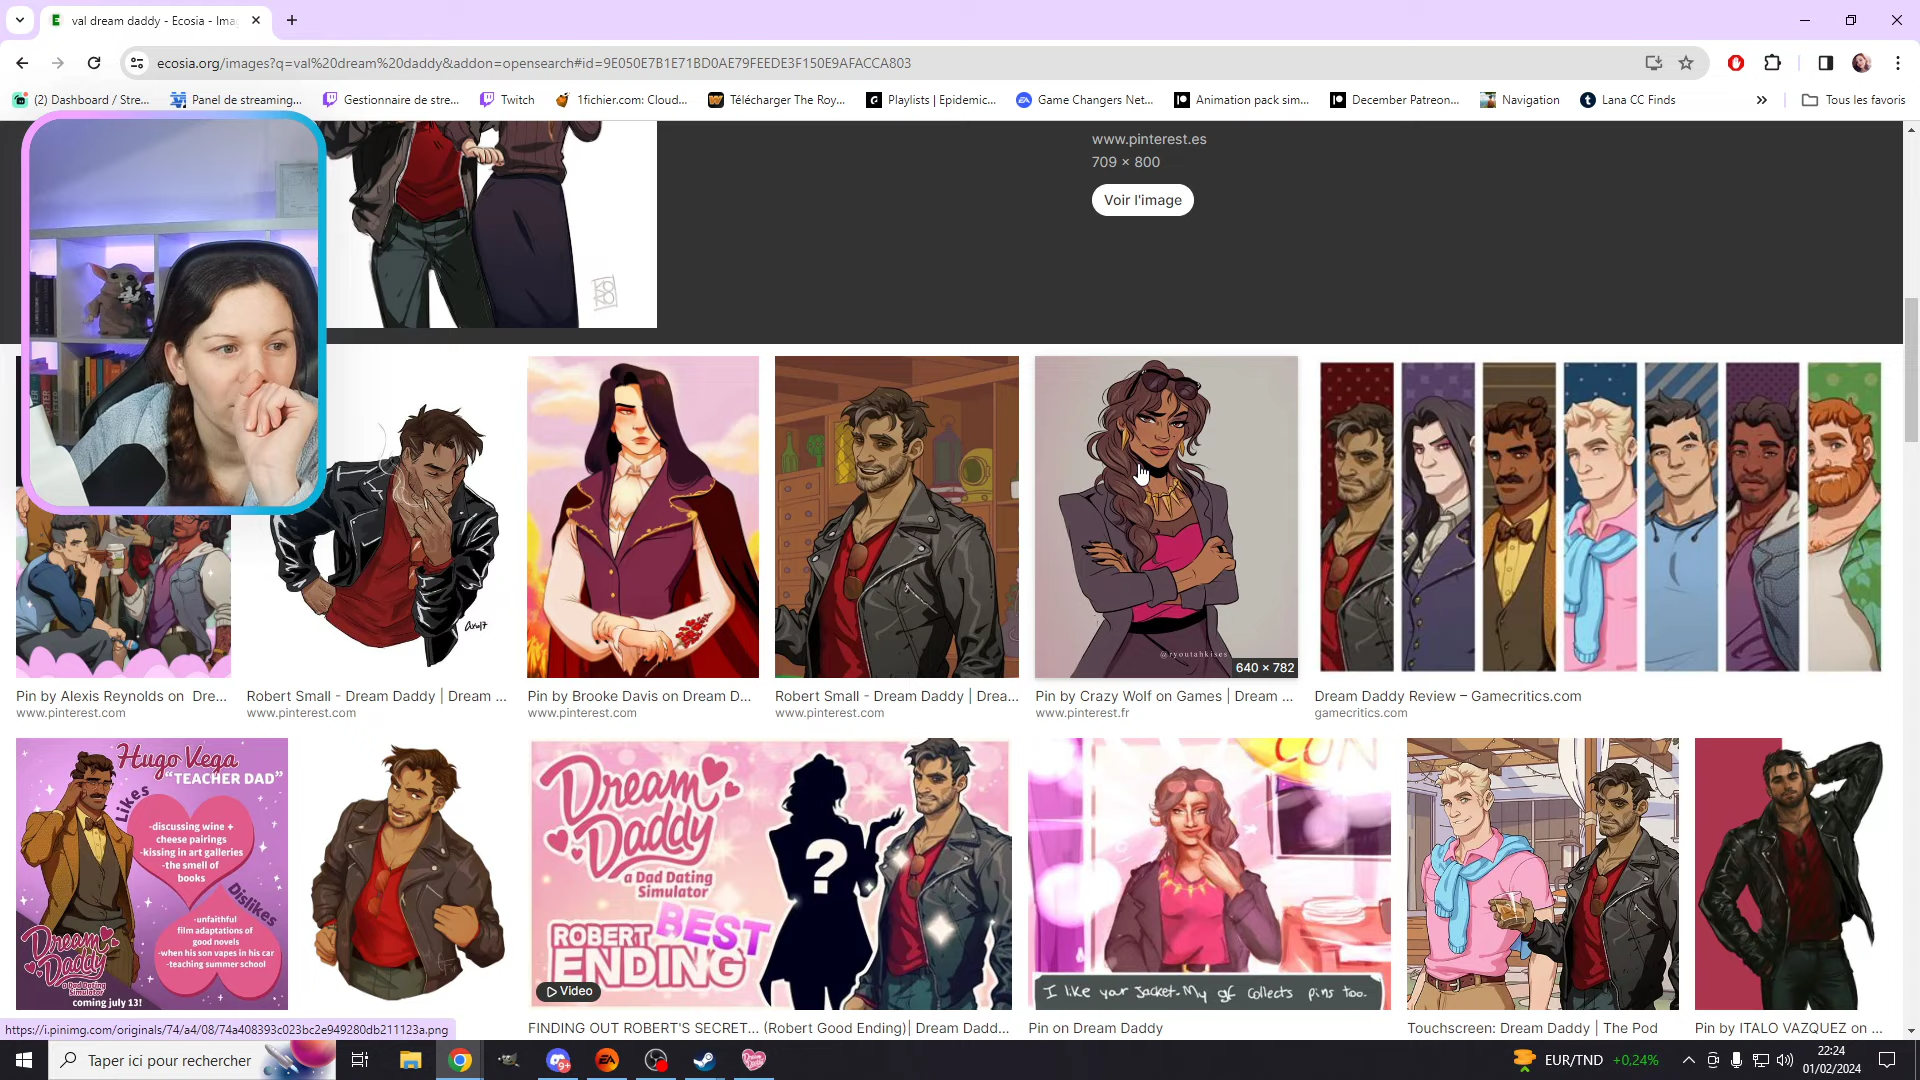 val dream daddy - Ecosia - Ima
ecosia.org/images?q=val%20dream%20daddy&addon=opensearch#id=9E050E7B1E71BD0AE79FEEDE3F150E9AFACCA803
(2) Dashboard / Stre...
Panel de streaming...
Gestionnaire de stre...
Twitch
1fichier.com: Cloud...
Télécharger The Roy...
Playlists | Epidemic...
Game Changers Net...
Animation pack sim...
December Patreon...
Navigation
Lana CC Finds
Tous les favoris
www.pinterest.es
709 × 800
Voir l'image
@ryoutahkises
640 × 782
Pin by Alexis Reynolds on Dre...
www.pinterest.com
Robert Small - Dream Daddy | Dream ...
www.pinterest.com
Pin by Brooke Davis on Dream D...
www.pinterest.com
Robert Small - Dream Daddy | Drea...
www.pinterest.com
Pin by Crazy Wolf on Games | Dream ...
www.pinterest.fr
Dream Daddy Review – Gamecritics.com
gamecritics.com
Hugo Vega
"TEACHER DAD"
Likes
-discussing wine +
cheese pairings
-kissing in art galleries
-the smell of
books
Dislikes
-unfaithful
film adaptations of
good novels
-when his son vapes in his car
-teaching summer school
Dream
Daddy
a Dad Dating
Simulator
coming july 13!
Dream
Daddy
a Dad Dating
Simulator
ROBERT BEST
ENDING
?
Video
CON
I like your jacket. My gf collects pins too.
FINDING OUT ROBERT'S SECRET... (Robert Good Ending)| Dream Dadd...
Pin on Dream Daddy
Touchscreen: Dream Daddy | The Pod
Pin by ITALO VAZQUEZ on ...
https://i.pinimg.com/originals/74/a4/08/74a408393c023bc2e949280db211123a.png
Taper ici pour rechercher
9+
EUR/TND +0,24%
22:24
01/02/2024